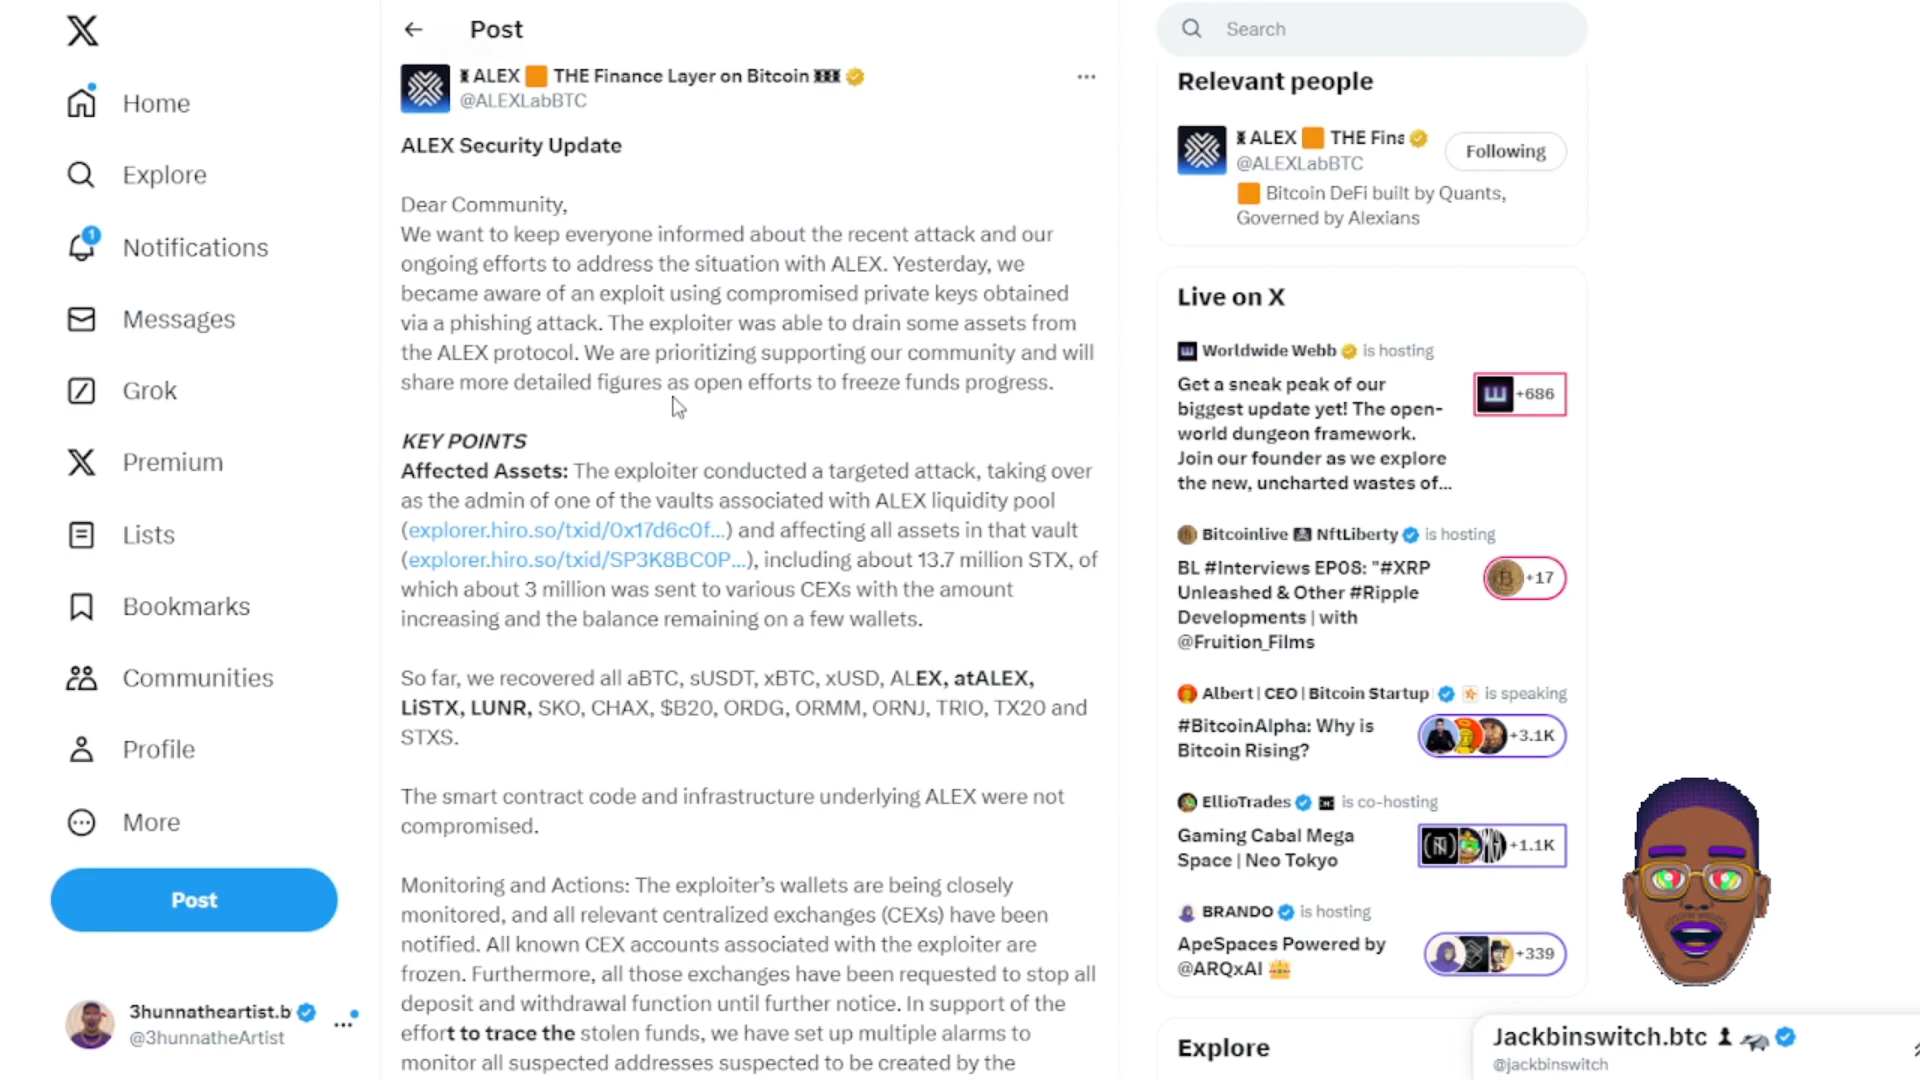 Home
Explore
1
Notifications
Messages
Grok
Premium
Lists
Bookmarks
Communities
Profile
More
Post
3hunnatheartist.b
@3hunnatheArtist
Post
ALEX 🟧 THE Finance Layer on Bitcoin
@ALEXLabBTC
ALEX Security Update
Dear Community,
We want to keep everyone informed about the recent attack and our
ongoing efforts to address the situation with ALEX. Yesterday, we
became aware of an exploit using compromised private keys obtained
via a phishing attack. The exploiter was able to drain some assets from
the ALEX protocol. We are prioritizing supporting our community and will
share more detailed figures as open efforts to freeze funds progress.
KEY POINTS
Affected Assets: The exploiter conducted a targeted attack, taking over
as the admin of one of the vaults associated with ALEX liquidity pool
(explorer.hiro.so/txid/0x17d6c0f...) and affecting all assets in that vault
(explorer.hiro.so/txid/SP3K8BC0P...), including about 13.7 million STX, of
which about 3 million was sent to various CEXs with the amount
increasing and the balance remaining on a few wallets.
So far, we recovered all aBTC, sUSDT, xBTC, xUSD, ALEX, atALEX,
LiSTX, LUNR, SKO, CHAX, $B20, ORDG, ORMM, ORNJ, TRIO, TX20 and
STXS.
The smart contract code and infrastructure underlying ALEX were not
compromised.
Monitoring and Actions: The exploiter’s wallets are being closely
monitored, and all relevant centralized exchanges (CEXs) have been
notified. All known CEX accounts associated with the exploiter are
frozen. Furthermore, all those exchanges have been requested to stop all
deposit and withdrawal function until further notice. In support of the
effort to trace the stolen funds, we have set up multiple alarms to
monitor all suspected addresses suspected to be created by the
Search
Relevant people
ALEX 🟧 THE Fina
@ALEXLabBTC
Following
🟧 Bitcoin DeFi built by Quants,
Governed by Alexians
Live on X
Worldwide Webb is hosting
Get a sneak peak of our
biggest update yet! The open-
world dungeon framework.
Join our founder as we explore
the new, uncharted wastes of...
+686
Bitcoinlive NftLiberty is hosting
BL #Interviews EP08: "#XRP
Unleashed & Other #Ripple
Developments | with
@Fruition_Films
+17
Albert | CEO | Bitcoin Startup is speaking
#BitcoinAlpha: Why is
Bitcoin Rising?
+3.1K
EllioTrades is co-hosting
Gaming Cabal Mega
Space | Neo Tokyo
+1.1K
BRANDO is hosting
ApeSpaces Powered by
@ARQxAI
+339
Explore
Jackbinswitch.btc
@jackbinswitch